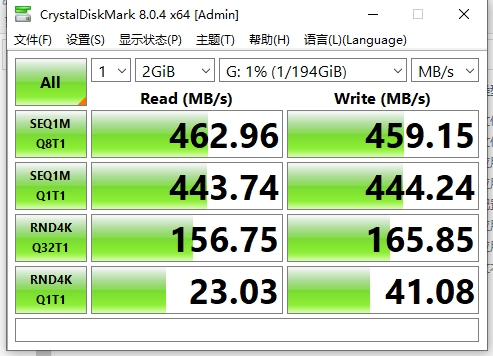 CrystalDiskMark 8.0.4 x64 [Admin]
文件(F) 设置(S) 显示状态(P) 主题(T) 帮助(H) 语言(L)(Language)
All 1 2GiB G: 1% (1/194GiB) MB/s
Read (MB/s) Write (MB/s)
SEQ1M
Q8T1 462.96 459.15
SEQ1M
Q1T1 443.74 444.24
RND4K
Q32T1 156.75 165.85
RND4K
Q1T1 23.03 41.08